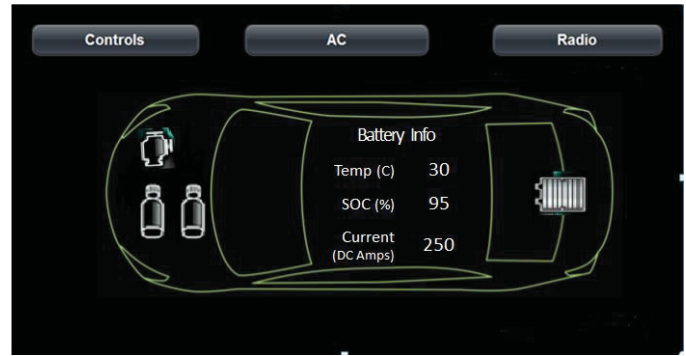 Controls
AC
Radio
Battery Info
Temp (C) 30
SOC (%) 95
Current
(DC Amps) 250